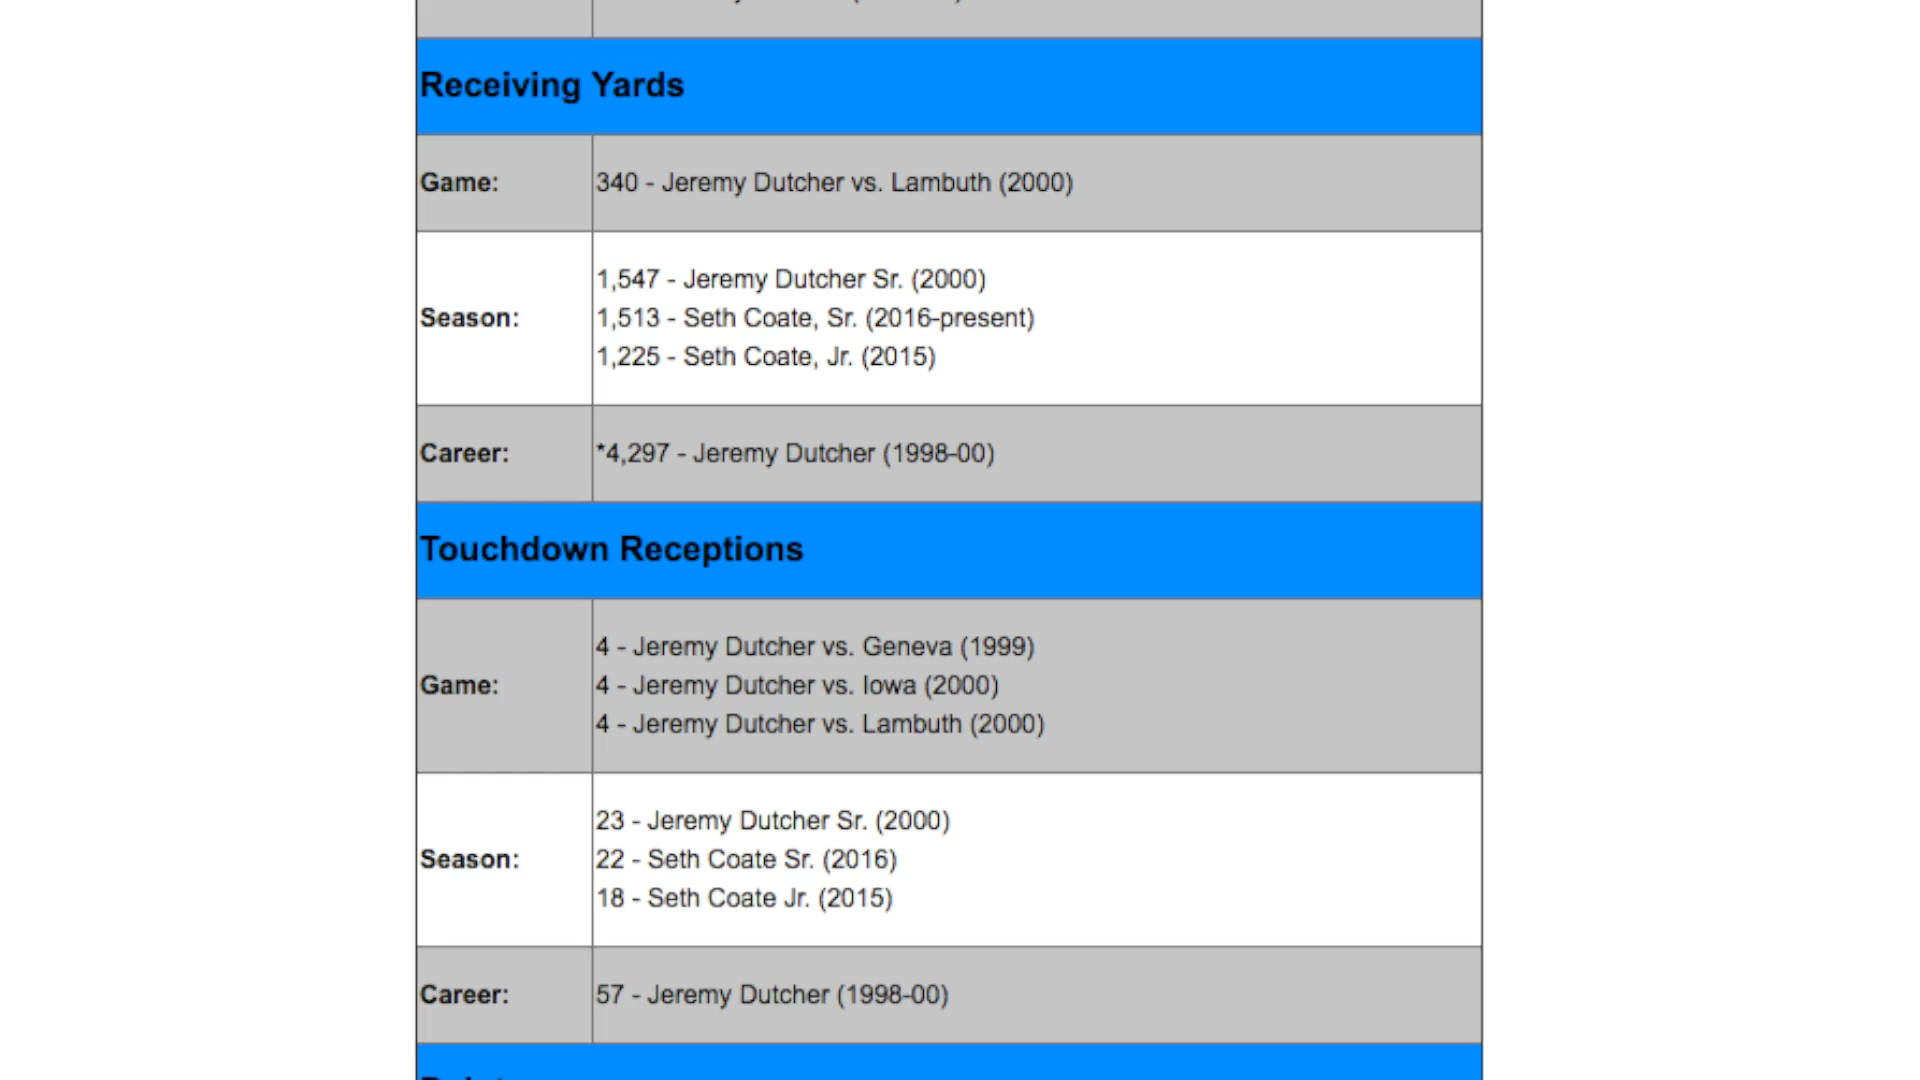 Receiving Yards
Game: 340 - Jeremy Dutcher vs. Lambuth (2000)
1,547 - Jeremy Dutcher Sr. (2000)
Season: 1,513 - Seth Coate, Sr. (2016-present)
1,225 - Seth Coate, Jr. (2015)
Career: *4,297 - Jeremy Dutcher (1998-00)
Touchdown Receptions
4 - Jeremy Dutcher vs. Geneva (1999)
Game: 4 - Jeremy Dutcher vs. Iowa (2000)
4 - Jeremy Dutcher vs. Lambuth (2000)
23 - Jeremy Dutcher Sr. (2000)
Season: 22 - Seth Coate Sr. (2016)
18 - Seth Coate Jr. (2015)
Career: 57 - Jeremy Dutcher (1998-00)